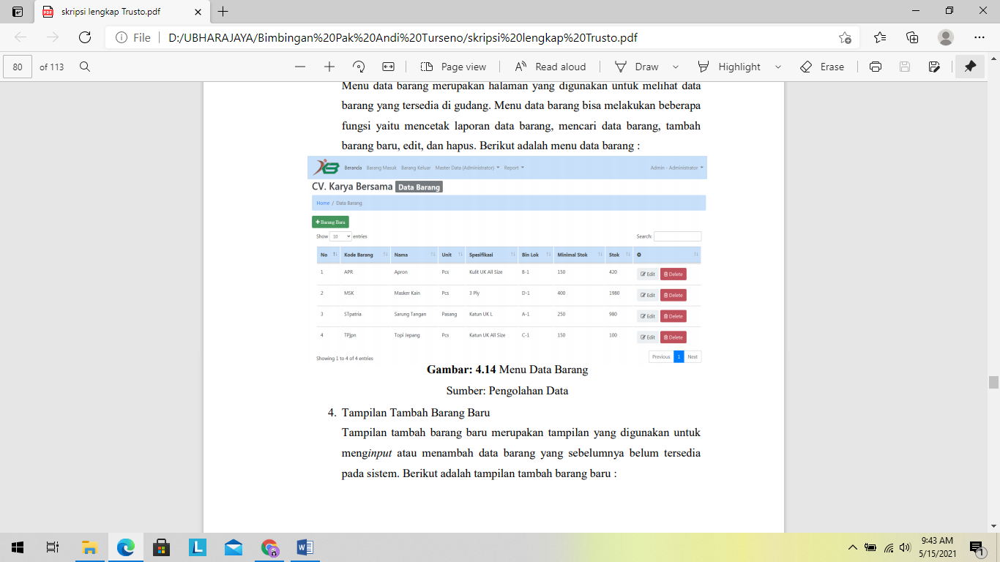 skripsi lengkap Trusto.pdf
File D:/UBHARAJAYA/Bimbingan%20Pak%20Andi%20Turseno/skripsi%20lengkap%20Trusto.pdf
80 of 113 Page view Read aloud Draw Highlight Erase
Menu data barang merupakan halaman yang digunakan untuk melihat data
barang yang tersedia di gudang. Menu data barang bisa melakukan beberapa
fungsi yaitu mencetak laporan data barang, mencari data barang, tambah
barang baru, edit, dan hapus. Berikut adalah menu data barang :
KB Beranda Barang Masuk Barang Keluar Master Data (Administrator) Report Admin - Administrator
CV. Karya Bersama Data Barang
Home / Data Barang
+ Barang Baru
Show 10 entries Search:
No Kode Barang Nama Unit Spesifikasi Bin Lok Minimal Stok Stok
1 APR Apron Pcs Kulit UK All Size B-1 150 420 Edit Delete
2 MSK Masker Kain Pcs 3 Ply D-1 400 1980 Edit Delete
3 STpatria Sarung Tangan Pasang Katun UK L A-1 250 980 Edit Delete
4 TPJpn Topi Jepang Pcs Katun UK All Size C-1 150 100 Edit Delete
Showing 1 to 4 of 4 entries Previous 1 Next
Gambar: 4.14 Menu Data Barang
Sumber: Pengolahan Data
4. Tampilan Tambah Barang Baru
Tampilan tambah barang baru merupakan tampilan yang digunakan untuk
menginput atau menambah data barang yang sebelumnya belum tersedia
pada sistem. Berikut adalah tampilan tambah barang baru :
9:43 AM
5/15/2021
1